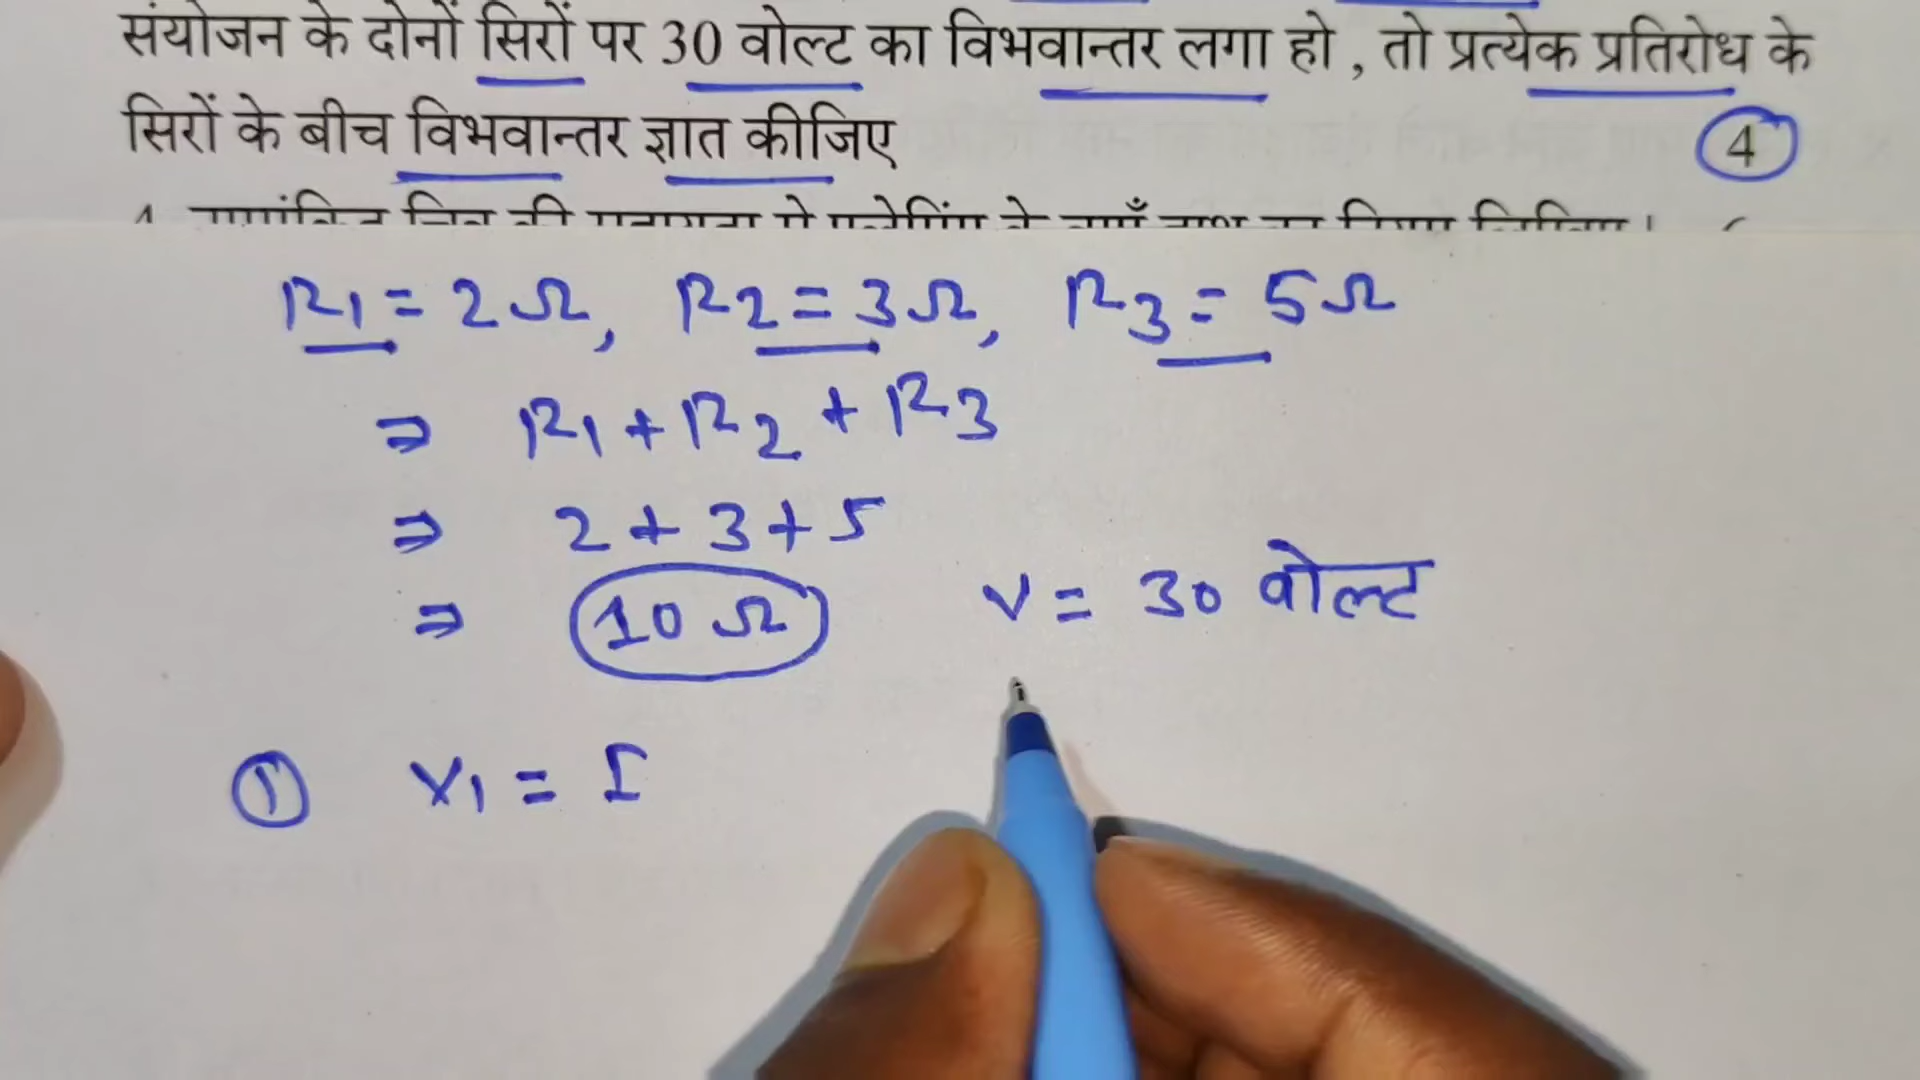 संयोजन के दोनों सिरों पर 30 वोल्ट का विभवान्तर लगा हो , तो प्रत्येक प्रतिरोध के
सिरों के बीच विभवान्तर ज्ञात कीजिए 4
R1 = 2Ω, R2 = 3Ω, R3 = 5Ω
⇒ R1 + R2 + R3
⇒ 2 + 3 + 5
⇒ 10 Ω V = 30 वोल्ट
① V1 = I